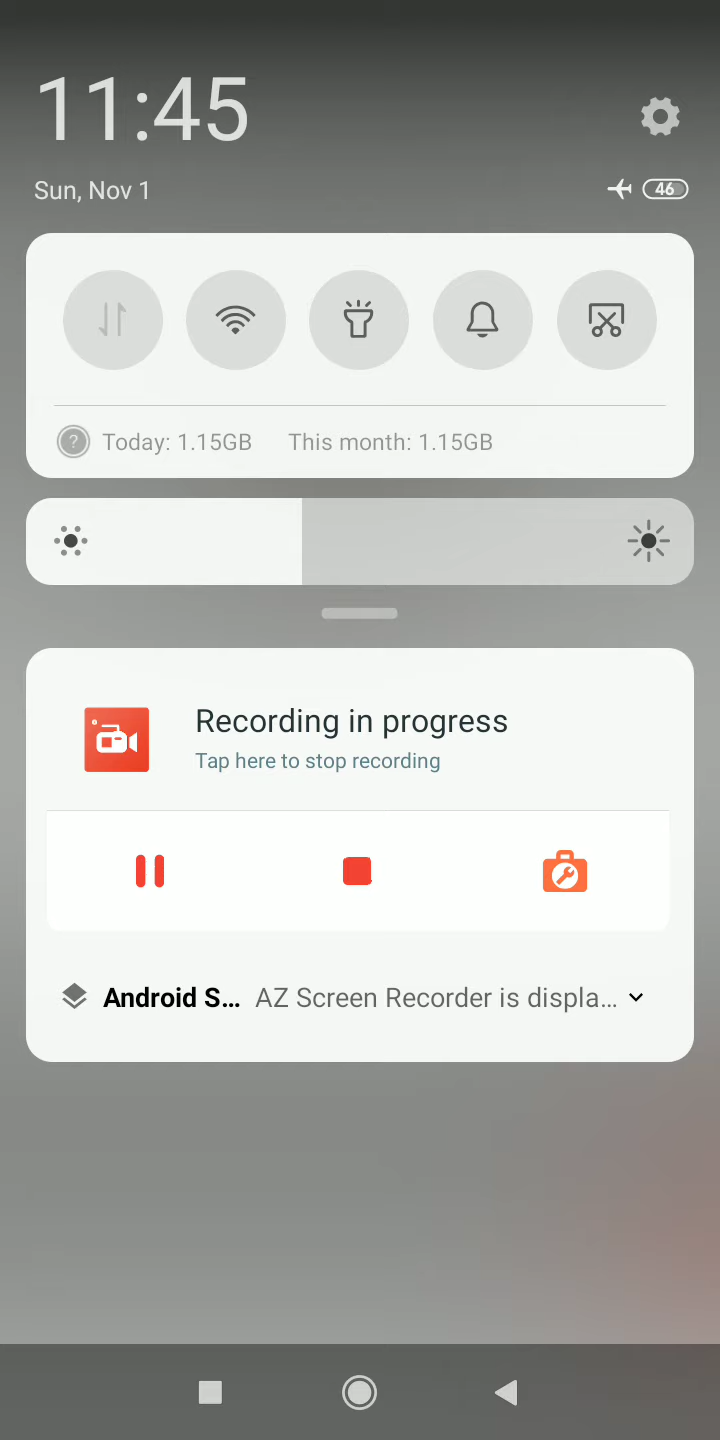 11:45
Sun, Nov 1
46
? Today: 1.15GB This month: 1.15GB
Recording in progress
Tap here to stop recording
Android S... AZ Screen Recorder is displa...